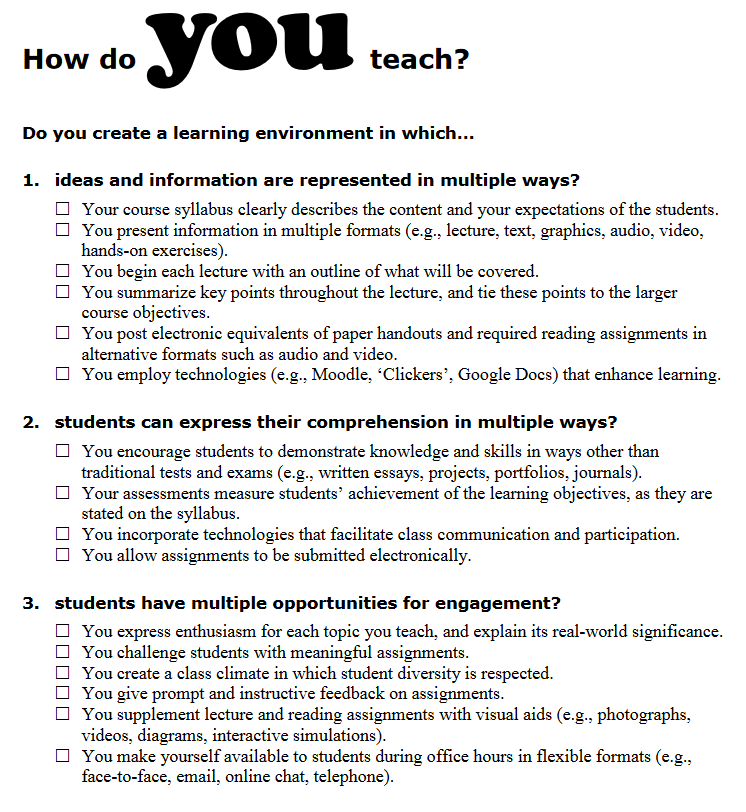 How do you teach?
Do you create a learning environment in which...
1. ideas and information are represented in multiple ways?
☐ Your course syllabus clearly describes the content and your expectations of the students.
☐ You present information in multiple formats (e.g., lecture, text, graphics, audio, video,
hands-on exercises).
☐ You begin each lecture with an outline of what will be covered.
☐ You summarize key points throughout the lecture, and tie these points to the larger
course objectives.
☐ You post electronic equivalents of paper handouts and required reading assignments in
alternative formats such as audio and video.
☐ You employ technologies (e.g., Moodle, ‘Clickers’, Google Docs) that enhance learning.
2. students can express their comprehension in multiple ways?
☐ You encourage students to demonstrate knowledge and skills in ways other than
traditional tests and exams (e.g., written essays, projects, portfolios, journals).
☐ Your assessments measure students’ achievement of the learning objectives, as they are
stated on the syllabus.
☐ You incorporate technologies that facilitate class communication and participation.
☐ You allow assignments to be submitted electronically.
3. students have multiple opportunities for engagement?
☐ You express enthusiasm for each topic you teach, and explain its real-world significance.
☐ You challenge students with meaningful assignments.
☐ You create a class climate in which student diversity is respected.
☐ You give prompt and instructive feedback on assignments.
☐ You supplement lecture and reading assignments with visual aids (e.g., photographs,
videos, diagrams, interactive simulations).
☐ You make yourself available to students during office hours in flexible formats (e.g.,
face-to-face, email, online chat, telephone).